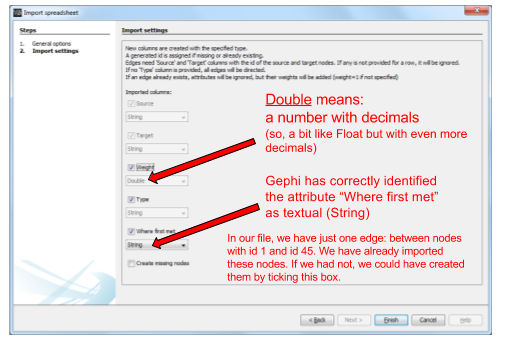 Import spreadsheet
Steps
1. General options
2. Import settings
Import settings
New columns are created with the specified type.
A generated id is assigned if missing or already existing.
Edges need 'Source' and 'Target' columns with the id of the source and target nodes. If any is not provided for a row, it will be ignored.
If no 'Type' column is provided, all edges will be directed.
If an edge already exists, attributes will be ignored, but their weights will be added (weight=1 if not specified)
Imported columns:
Source
String
Target
String
Weight
Double
Type
String
Where first met
String
Create missing nodes
Double means:
a number with decimals
(so, a bit like Float but with even more
decimals)
Gephi has correctly identified
the attribute “Where first met”
as textual (String)
In our file, we have just one edge: between nodes
with id 1 and id 45. We have already imported
these nodes. If we had not, we could have created
them by ticking this box.
< Back
Next >
Finish
Cancel
Help